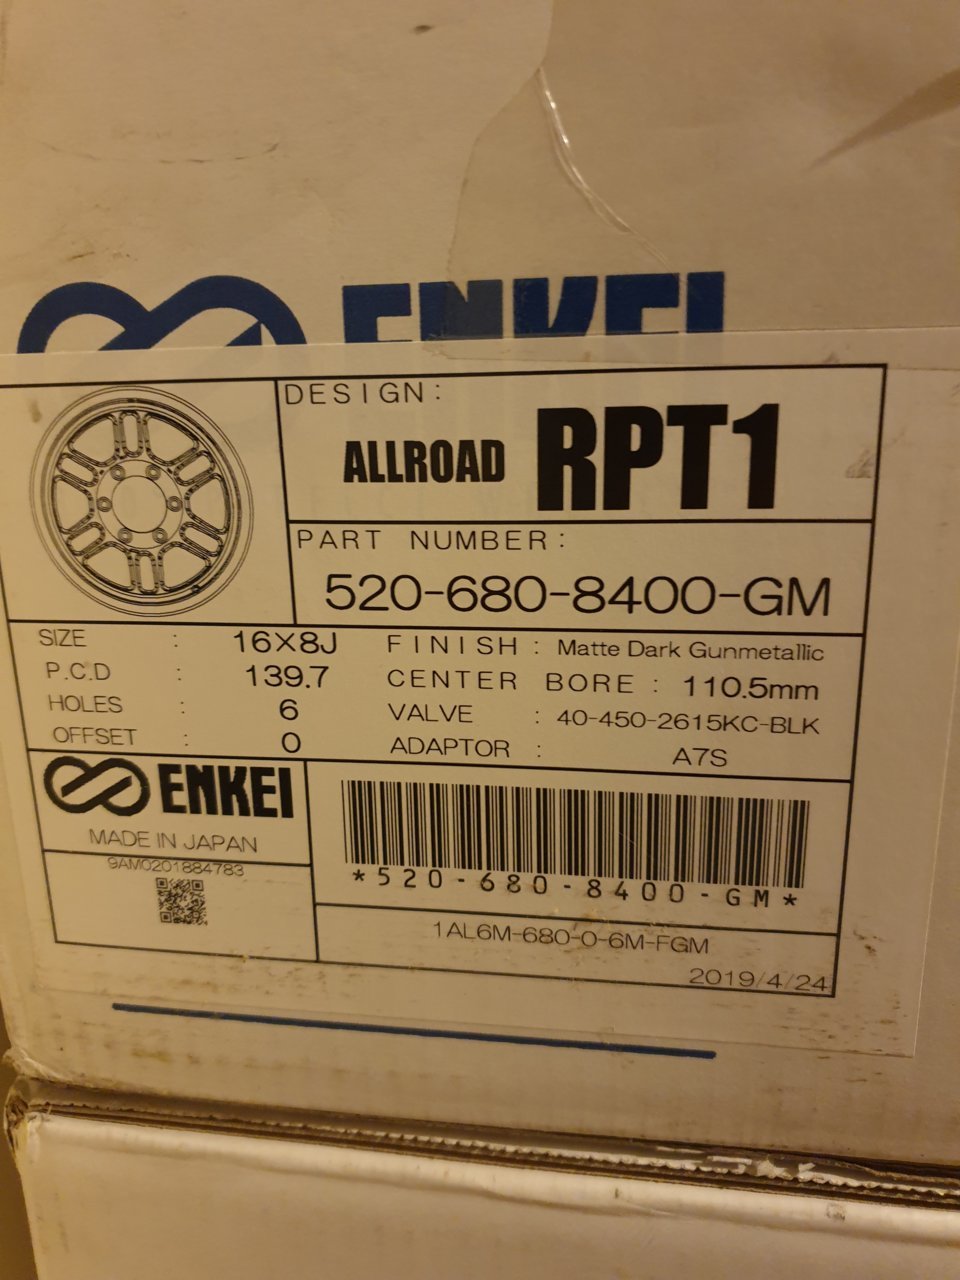 ENKEI
DESIGN:
ALLROAD RPT1
PART NUMBER:
520-680-8400-GM
SIZE : 16X8J
P.C.D : 139.7
HOLES : 6
OFFSET : 0
FINISH : Matte Dark Gunmetallic
CENTER BORE : 110.5mm
VALVE : 40-450-2615KC-BLK
ADAPTOR : A7S
ENKEI
MADE IN JAPAN
9AM0201884783
*520-680-8400-GM*
1AL6M-680-0-6M-FGM
2019/4/24